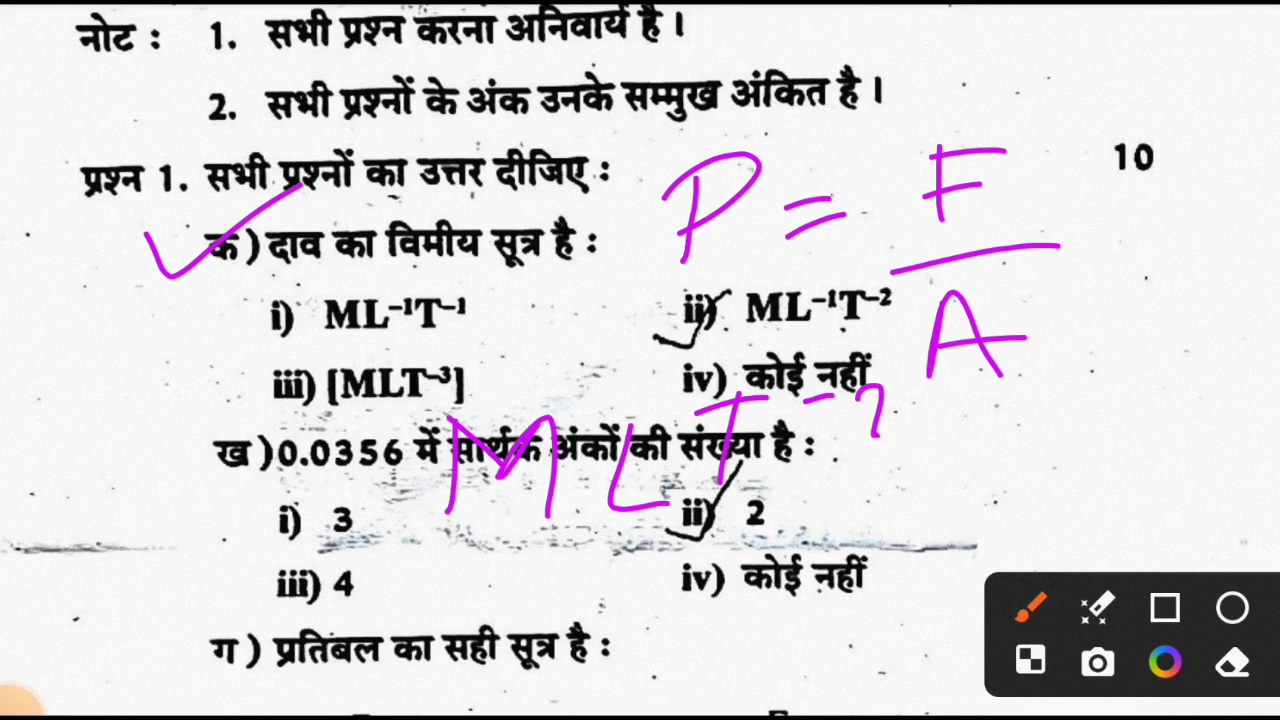 नोट : 1. सभी प्रश्न करना अनिवार्य है ।
2. सभी प्रश्नों के अंक उनके सम्मुख अंकित है ।
प्रश्न 1. सभी प्रश्नों का उत्तर दीजिए : 10
P = F / A
क ) दाव का विमीय सूत्र है :
i) ML⁻¹T⁻¹ ii) ML⁻¹T⁻²
iii) [MLT⁻³] iv) कोई नहीं
MLT⁻²
ख ) 0.0356 में सार्थक अंकों की संख्या है :
i) 3 ii) 2
iii) 4 iv) कोई नहीं
ग ) प्रतिबल का सही सूत्र है :